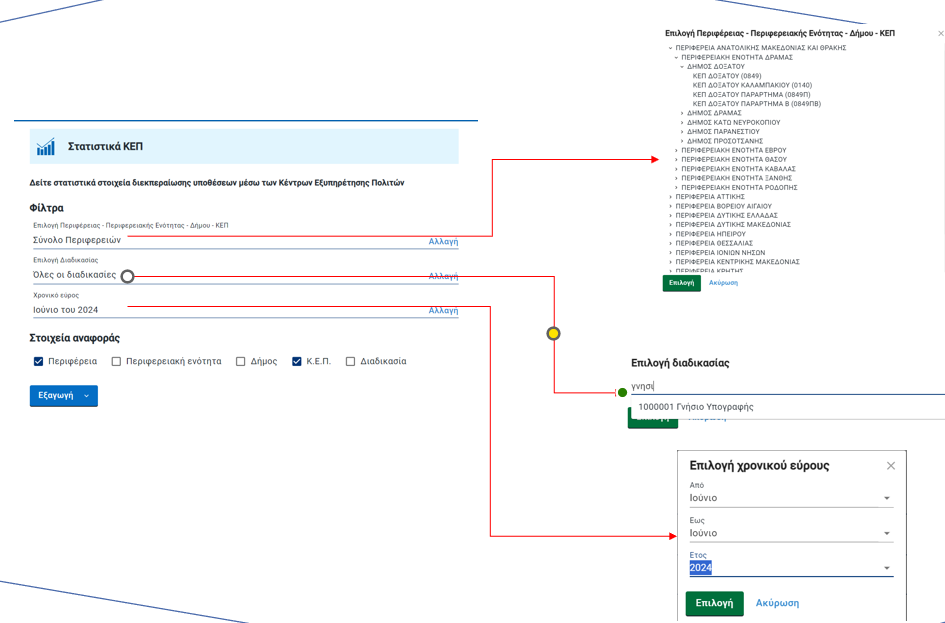 Στατιστικά ΚΕΠ
Δείτε στατιστικά στοιχεία διεκπεραίωσης υποθέσεων μέσω των Κέντρων Εξυπηρέτησης Πολιτών
Φίλτρα
Επιλογή Περιφέρειας - Περιφερειακής Ενότητας - Δήμου - ΚΕΠ
Σύνολο Περιφερειών Αλλαγή
Επιλογή Διαδικασίας
Όλες οι διαδικασίες Αλλαγή
Χρονικό εύρος
Ιούνιο του 2024 Αλλαγή
Στοιχεία αναφοράς
Περιφέρεια Περιφερειακή ενότητα Δήμος Κ.Ε.Π. Διαδικασία
Εξαγωγή
Επιλογή Περιφέρειας - Περιφερειακής Ενότητας - Δήμου - ΚΕΠ
ΠΕΡΙΦΕΡΕΙΑ ΑΝΑΤΟΛΙΚΗΣ ΜΑΚΕΔΟΝΙΑΣ ΚΑΙ ΘΡΑΚΗΣ
ΠΕΡΙΦΕΡΕΙΑΚΗ ΕΝΟΤΗΤΑ ΔΡΑΜΑΣ
ΔΗΜΟΣ ΔΟΞΑΤΟΥ
ΚΕΠ ΔΟΞΑΤΟΥ (0849)
ΚΕΠ ΔΟΞΑΤΟΥ ΚΑΛΑΜΠΑΚΙΟΥ (0140)
ΚΕΠ ΔΟΞΑΤΟΥ ΠΑΡΑΡΤΗΜΑ (0849Π)
ΚΕΠ ΔΟΞΑΤΟΥ ΠΑΡΑΡΤΗΜΑ Β (0849ΠΒ)
ΔΗΜΟΣ ΔΡΑΜΑΣ
ΔΗΜΟΣ ΚΑΤΩ ΝΕΥΡΟΚΟΠΙΟΥ
ΔΗΜΟΣ ΠΑΡΑΝΕΣΤΙΟΥ
ΔΗΜΟΣ ΠΡΟΣΟΤΣΑΝΗΣ
ΠΕΡΙΦΕΡΕΙΑΚΗ ΕΝΟΤΗΤΑ ΕΒΡΟΥ
ΠΕΡΙΦΕΡΕΙΑΚΗ ΕΝΟΤΗΤΑ ΘΑΣΟΥ
ΠΕΡΙΦΕΡΕΙΑΚΗ ΕΝΟΤΗΤΑ ΚΑΒΑΛΑΣ
ΠΕΡΙΦΕΡΕΙΑΚΗ ΕΝΟΤΗΤΑ ΞΑΝΘΗΣ
ΠΕΡΙΦΕΡΕΙΑΚΗ ΕΝΟΤΗΤΑ ΡΟΔΟΠΗΣ
ΠΕΡΙΦΕΡΕΙΑ ΑΤΤΙΚΗΣ
ΠΕΡΙΦΕΡΕΙΑ ΒΟΡΕΙΟΥ ΑΙΓΑΙΟΥ
ΠΕΡΙΦΕΡΕΙΑ ΔΥΤΙΚΗΣ ΕΛΛΑΔΑΣ
ΠΕΡΙΦΕΡΕΙΑ ΔΥΤΙΚΗΣ ΜΑΚΕΔΟΝΙΑΣ
ΠΕΡΙΦΕΡΕΙΑ ΗΠΕΙΡΟΥ
ΠΕΡΙΦΕΡΕΙΑ ΘΕΣΣΑΛΙΑΣ
ΠΕΡΙΦΕΡΕΙΑ ΙΟΝΙΩΝ ΝΗΣΩΝ
ΠΕΡΙΦΕΡΕΙΑ ΚΕΝΤΡΙΚΗΣ ΜΑΚΕΔΟΝΙΑΣ
ΠΕΡΙΦΕΡΕΙΑ ΚΡΗΤΗΣ
Επιλογή Ακύρωση
Επιλογή διαδικασίας
γνησι
1000001 Γνήσιο Υπογραφής
Επιλογή χρονικού εύρους
Από
Ιούνιο
Εως
Ιούνιο
Ετος
2024
Επιλογή Ακύρωση